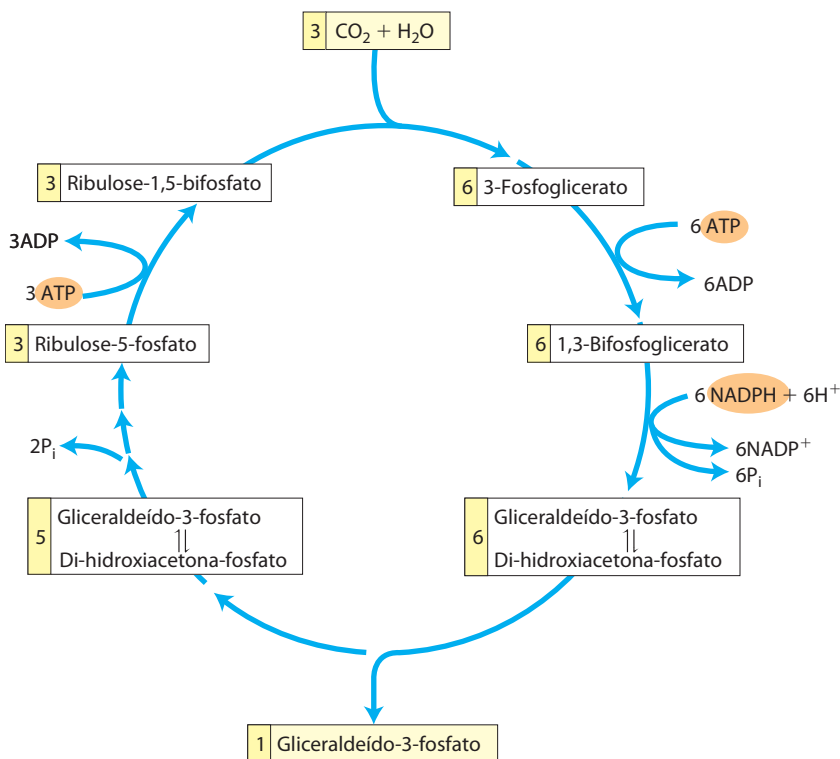 3 CO₂ + H₂O
3 Ribulose-1,5-bifosfato
6 3-Fosfoglicerato
3ADP
3 ATP
6 ATP
6ADP
3 Ribulose-5-fosfato
6 1,3-Bifosfoglicerato
6 NADPH + 6H⁺
6NADP⁺
6Pᵢ
2Pᵢ
5 Gliceraldeído-3-fosfato
⥮
Di-hidroxiacetona-fosfato
6 Gliceraldeído-3-fosfato
⥮
Di-hidroxiacetona-fosfato
1 Gliceraldeído-3-fosfato